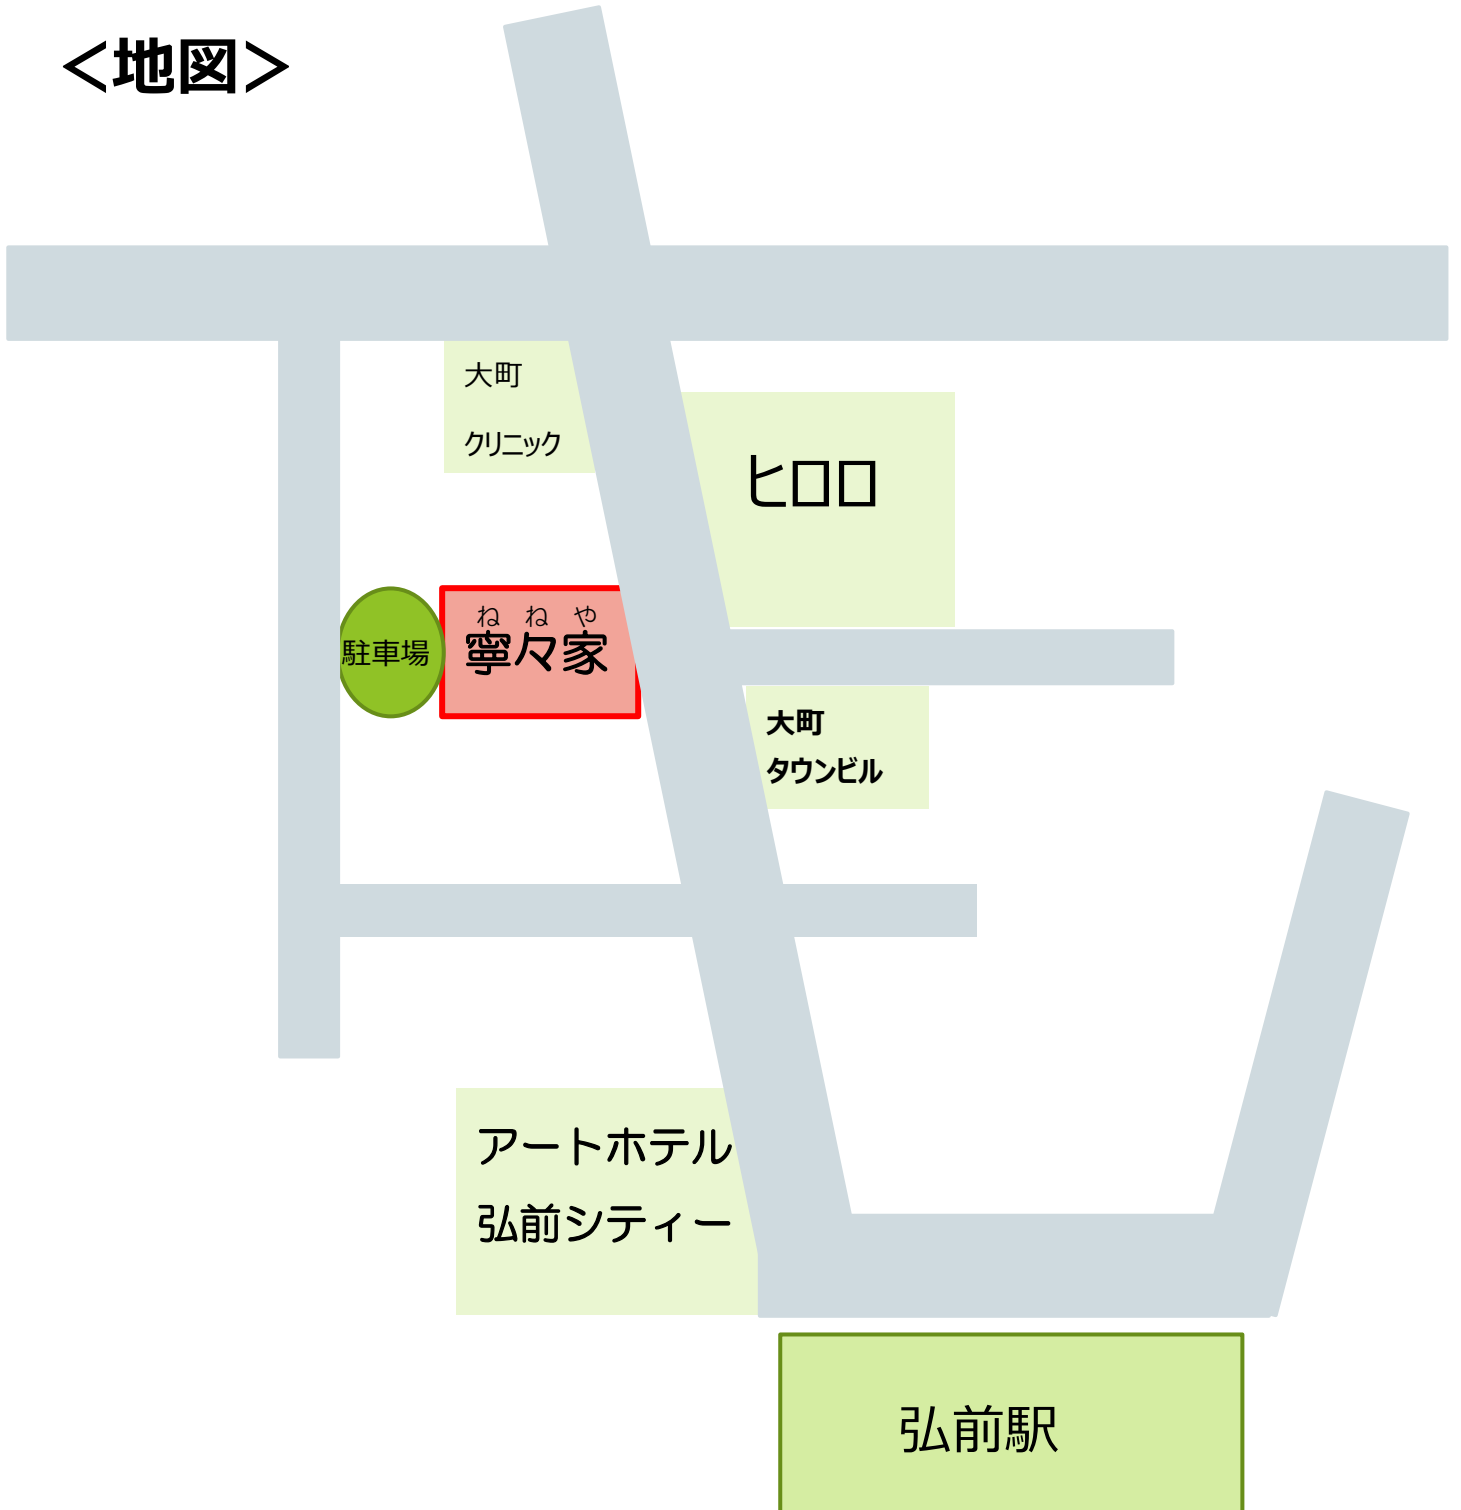 ＜地図＞
大町
クリニック
ヒロロ
ねねや
寧々家
駐車場
大町
タウンビル
アートホテル
弘前シティー
弘前駅